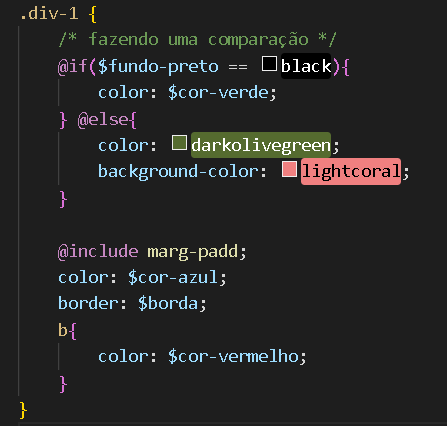 .div-1 {
/* fazendo uma comparação */
@if($fundo-preto == black){
color: $cor-verde;
} @else{
color: darkolivegreen;
background-color: lightcoral;
}
@include marg-padd;
color: $cor-azul;
border: $borda;
b{
color: $cor-vermelho;
}
}